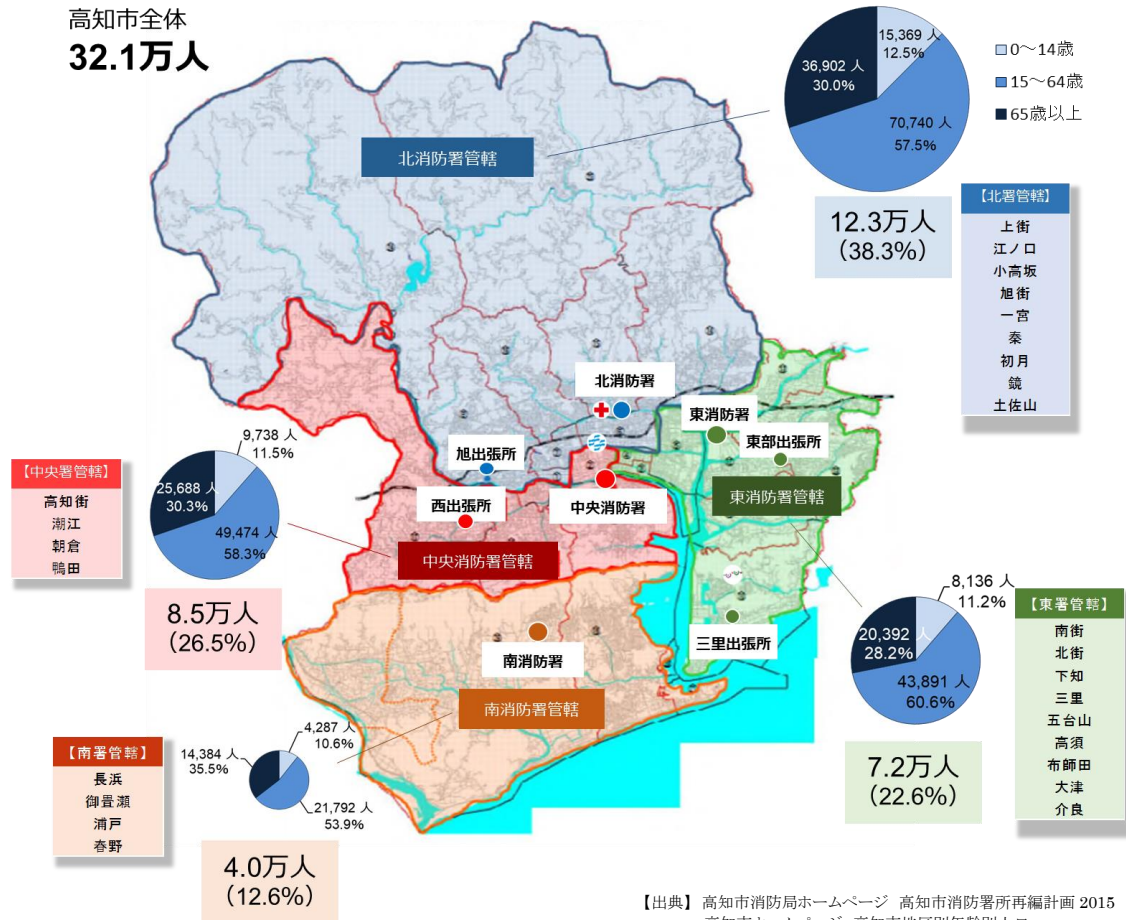 高知市全体
32.1万人
15,369 人
12.5%
36,902 人
30.0%
70,740 人
57.5%
0～14歳
15～64歳
65歳以上
北消防署管轄
12.3万人
(38.3%)
【北署管轄】
上街
江ノ口
小高坂
旭街
一宮
秦
初月
鏡
土佐山
北消防署
東消防署
東部出張所
旭出張所
西出張所
中央消防署
東消防署管轄
中央消防署管轄
9,738 人
11.5%
25,688 人
30.3%
49,474 人
58.3%
【中央署管轄】
高知街
潮江
朝倉
鴨田
8.5万人
(26.5%)
三里出張所
南消防署
南消防署管轄
8,136 人
11.2%
20,392 人
28.2%
43,891 人
60.6%
【東署管轄】
南街
北街
下知
三里
五台山
高須
布師田
大津
介良
7.2万人
(22.6%)
4,287 人
10.6%
14,384 人
35.5%
21,792 人
53.9%
【南署管轄】
長浜
御畳瀬
浦戸
春野
4.0万人
(12.6%)
【出典】 高知市消防局ホームページ 高知市消防署所再編計画 2015